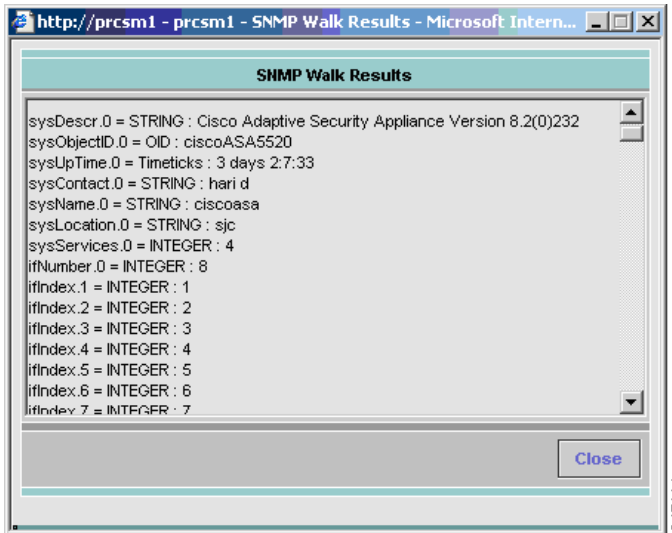 http://prcsm1 - prcsm1 - SNMP Walk Results - Microsoft Intern...
SNMP Walk Results
sysDescr.0 = STRING : Cisco Adaptive Security Appliance Version 8.2(0)232
sysObjectID.0 = OID : ciscoASA5520
sysUpTime.0 = Timeticks : 3 days 2:7:33
sysContact.0 = STRING : hari d
sysName.0 = STRING : ciscoasa
sysLocation.0 = STRING : sjc
sysServices.0 = INTEGER : 4
ifNumber.0 = INTEGER : 8
ifIndex.1 = INTEGER : 1
ifIndex.2 = INTEGER : 2
ifIndex.3 = INTEGER : 3
ifIndex.4 = INTEGER : 4
ifIndex.5 = INTEGER : 5
ifIndex.6 = INTEGER : 6
ifIndex.7 = INTEGER : 7
Close